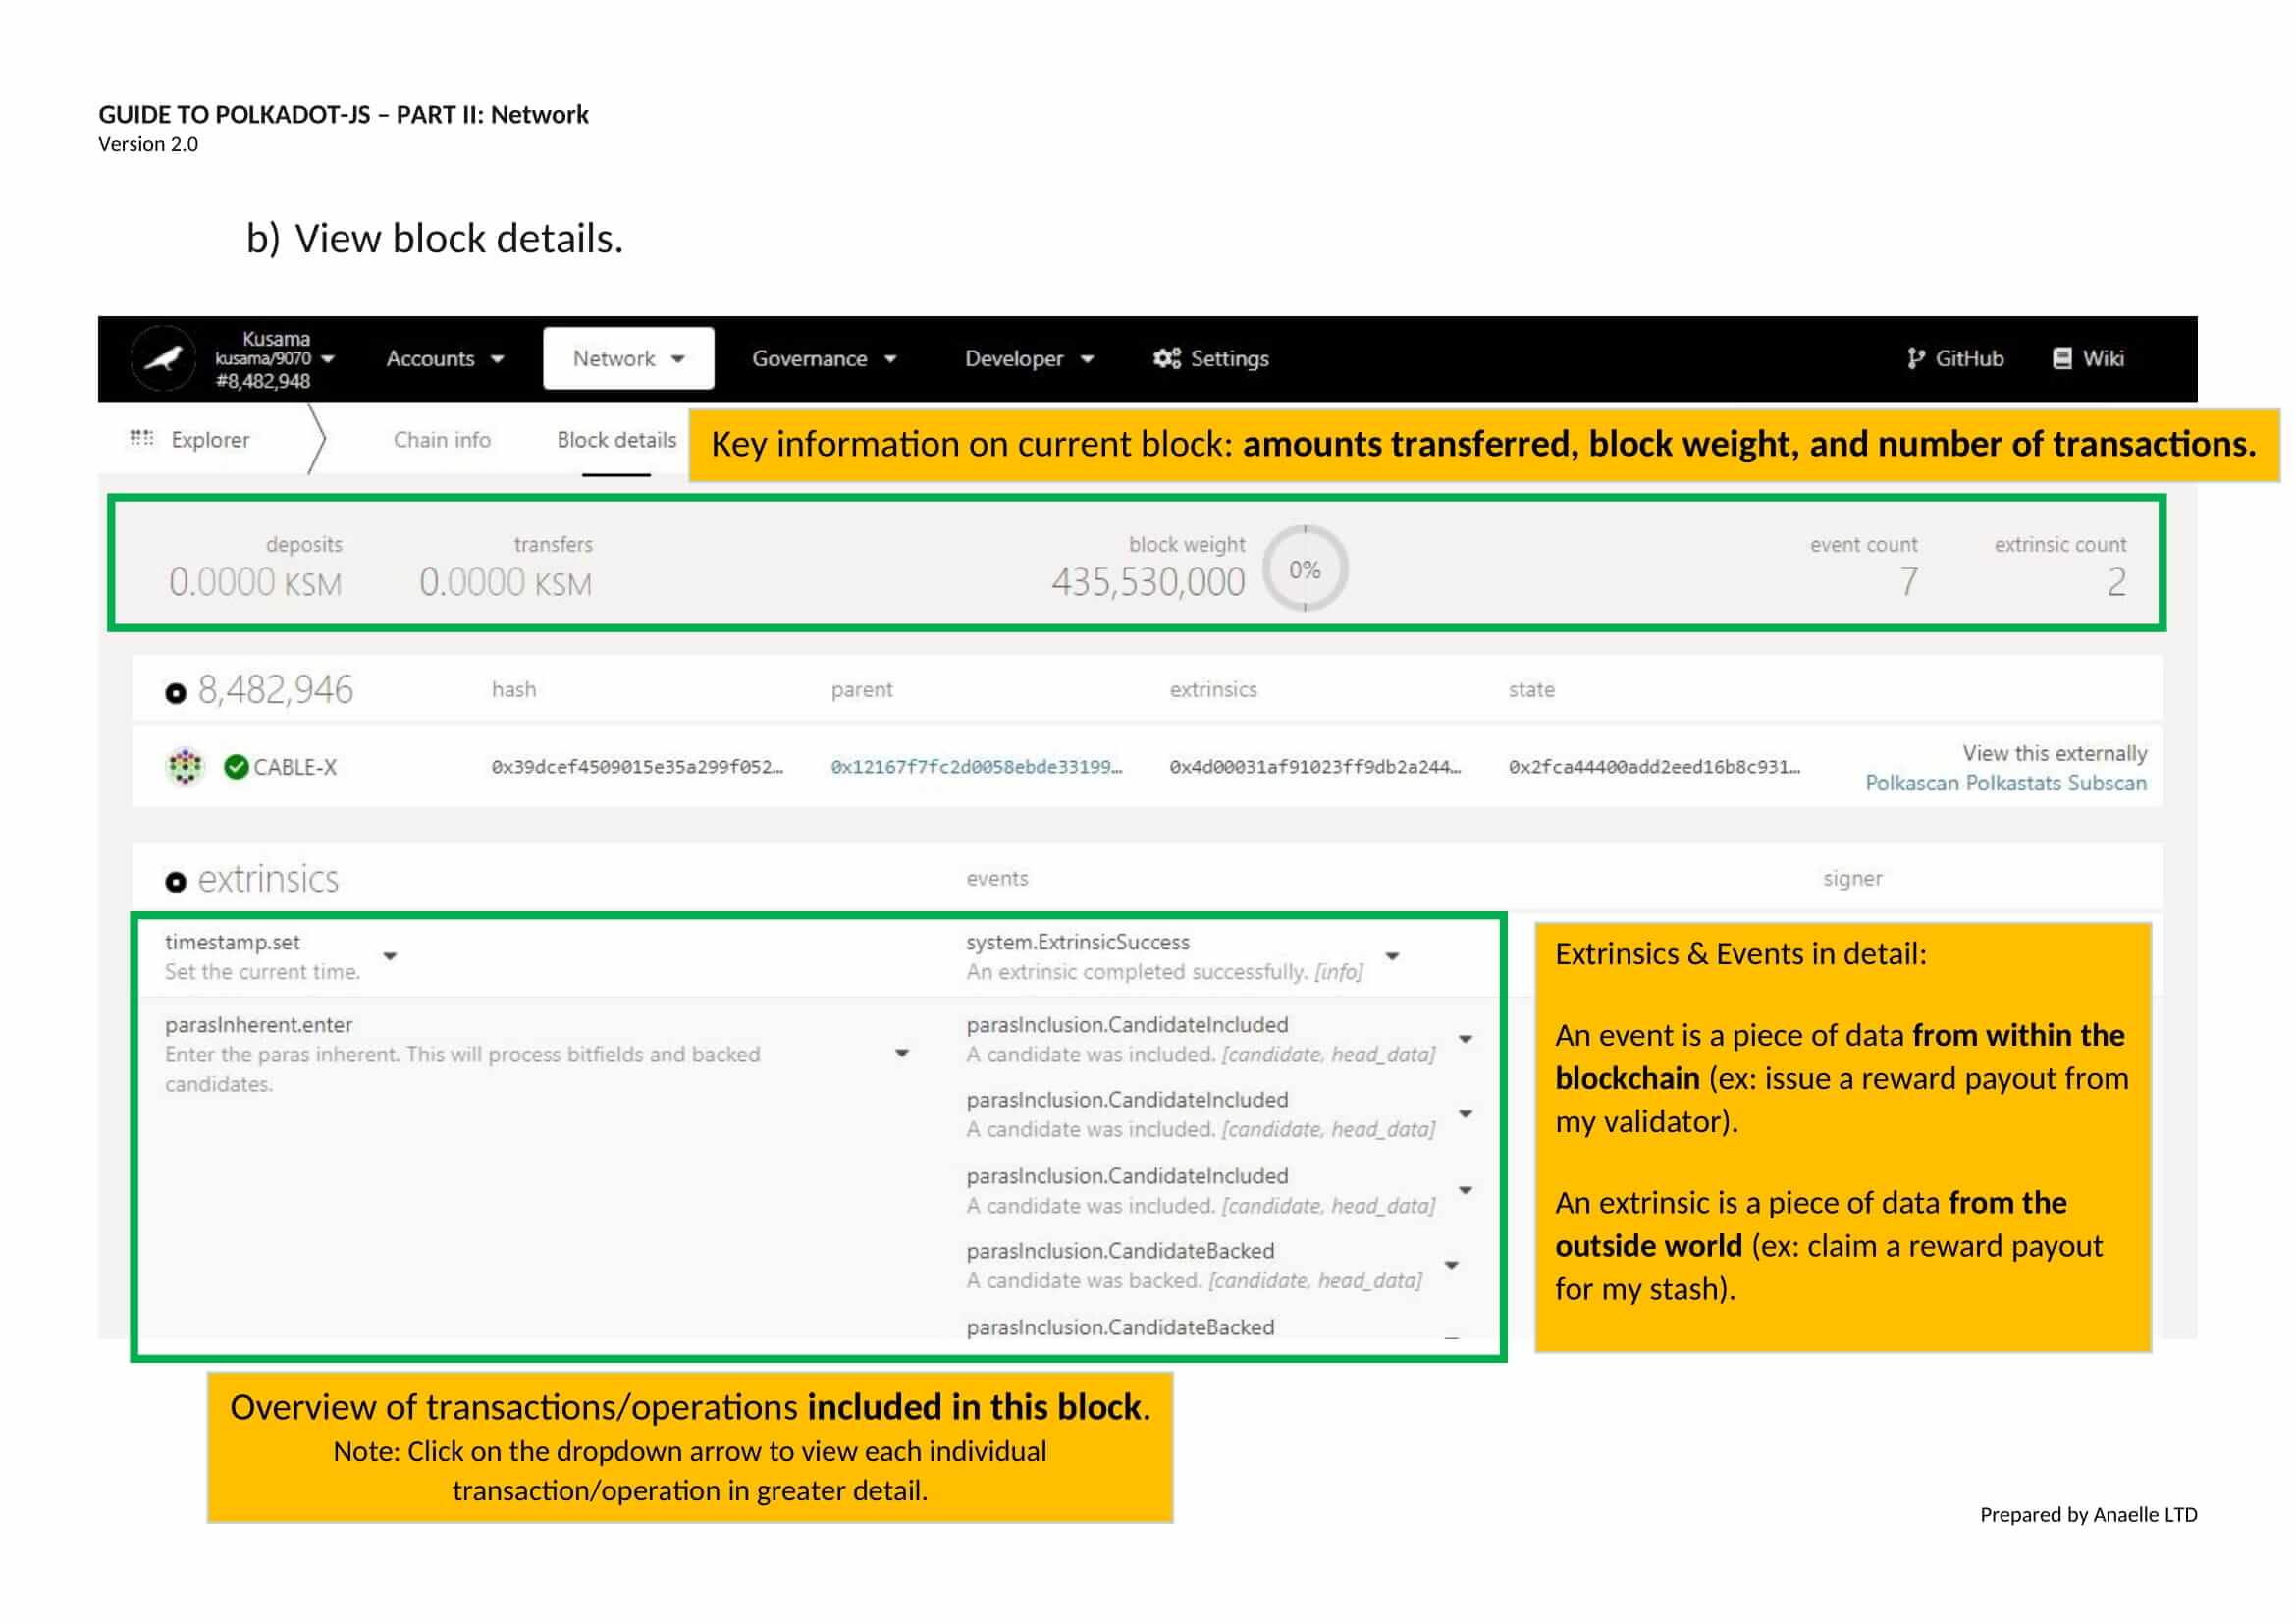 GUIDE TO POLKADOT-JS – PART II: Network
Version 2.0
b) View block details.
Kusama
kusama/9070
#8,482,948
Accounts
Network
Governance
Developer
Settings
GitHub
Wiki
Explorer
Chain info
Block details
Key information on current block: amounts transferred, block weight, and number of transactions.
deposits
0.0000 KSM
transfers
0.0000 KSM
block weight
435,530,000
0%
event count
7
extrinsic count
2
8,482,946
hash
parent
extrinsics
state
CABLE-X
0x39dcef4509015e35a299f052…
0x12167f7fc2d0058ebde33199…
0x4d00031af91023ff9db2a244…
0x2fca44400add2eed16b8c931…
View this externally
Polkascan Polkastats Subscan
extrinsics
events
signer
timestamp.set
Set the current time.
system.ExtrinsicSuccess
An extrinsic completed successfully. [info]
parasInherent.enter
Enter the paras inherent. This will process bitfields and backed
candidates.
parasInclusion.CandidateIncluded
A candidate was included. [candidate, head_data]
parasInclusion.CandidateIncluded
A candidate was included. [candidate, head_data]
parasInclusion.CandidateIncluded
A candidate was included. [candidate, head_data]
parasInclusion.CandidateBacked
A candidate was backed. [candidate, head_data]
parasInclusion.CandidateBacked
Extrinsics & Events in detail:
An event is a piece of data from within the
blockchain (ex: issue a reward payout from
my validator).
An extrinsic is a piece of data from the
outside world (ex: claim a reward payout
for my stash).
Overview of transactions/operations included in this block.
Note: Click on the dropdown arrow to view each individual
transaction/operation in greater detail.
Prepared by Anaelle LTD